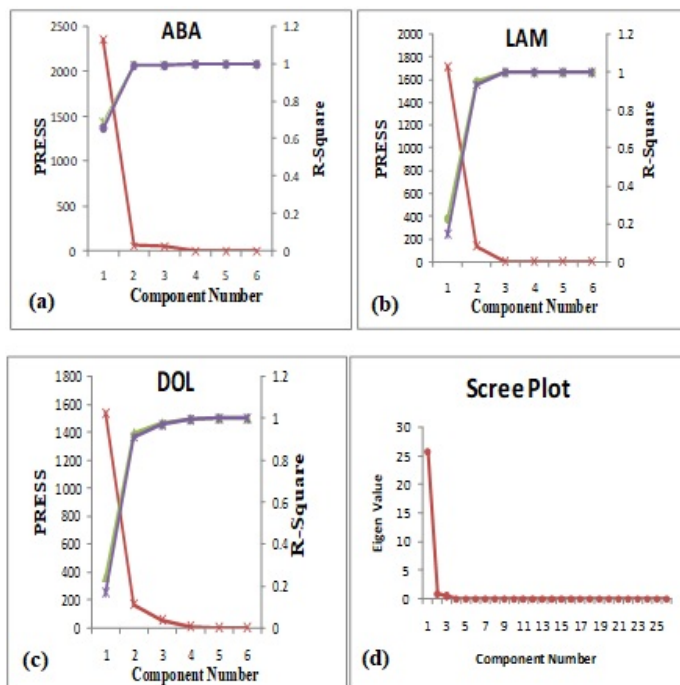 ABA
PRESS
2500
2000
1500
1000
500
0
1.2
1
0.8
0.6
0.4
0.2
0
R-Square
1 2 3 4 5 6
Component Number
(a)
LAM
PRESS
2000
1800
1600
1400
1200
1000
800
600
400
200
0
1.2
1
0.8
0.6
0.4
0.2
0
R-Square
1 2 3 4 5 6
Component Number
(b)
DOL
PRESS
1800
1600
1400
1200
1000
800
600
400
200
0
1.2
1
0.8
0.6
0.4
0.2
0
R-Square
1 2 3 4 5 6
Component Number
(c)
Scree Plot
Eigen Value
30
25
20
15
10
5
0
1 3 5 7 9 11 13 15 17 19 21 23 25
Component Number
(d)